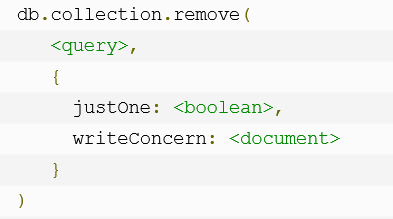 db.collection.remove(
   <query>,
   {
     justOne: <boolean>,
     writeConcern: <document>
   }
)